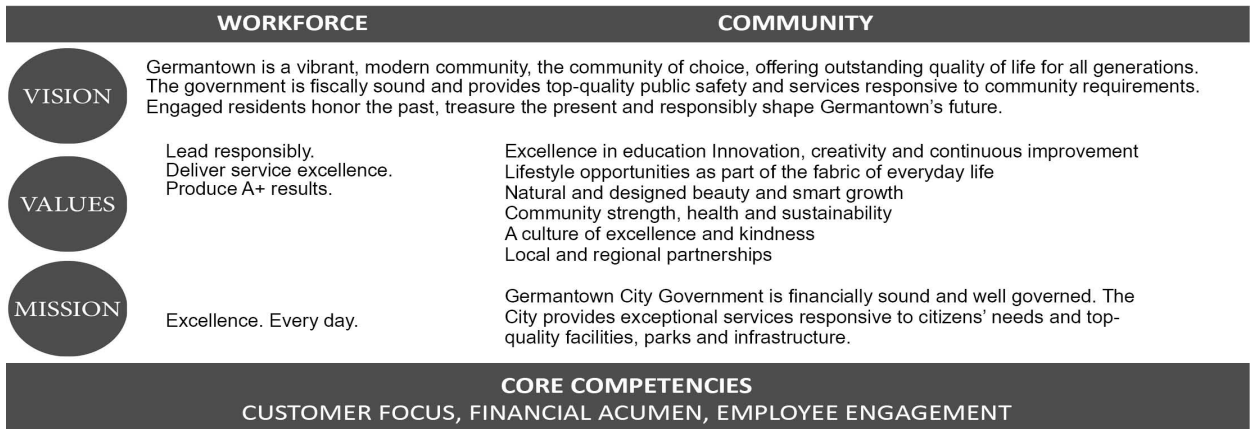 WORKFORCE COMMUNITY
VISION
Germantown is a vibrant, modern community, the community of choice, offering outstanding quality of life for all generations.
The government is fiscally sound and provides top-quality public safety and services responsive to community requirements.
Engaged residents honor the past, treasure the present and responsibly shape Germantown’s future.
VALUES
Lead responsibly.
Deliver service excellence.
Produce A+ results.
Excellence in education Innovation, creativity and continuous improvement
Lifestyle opportunities as part of the fabric of everyday life
Natural and designed beauty and smart growth
Community strength, health and sustainability
A culture of excellence and kindness
Local and regional partnerships
MISSION
Excellence. Every day.
Germantown City Government is financially sound and well governed. The
City provides exceptional services responsive to citizens’ needs and top-
quality facilities, parks and infrastructure.
CORE COMPETENCIES
CUSTOMER FOCUS, FINANCIAL ACUMEN, EMPLOYEE ENGAGEMENT